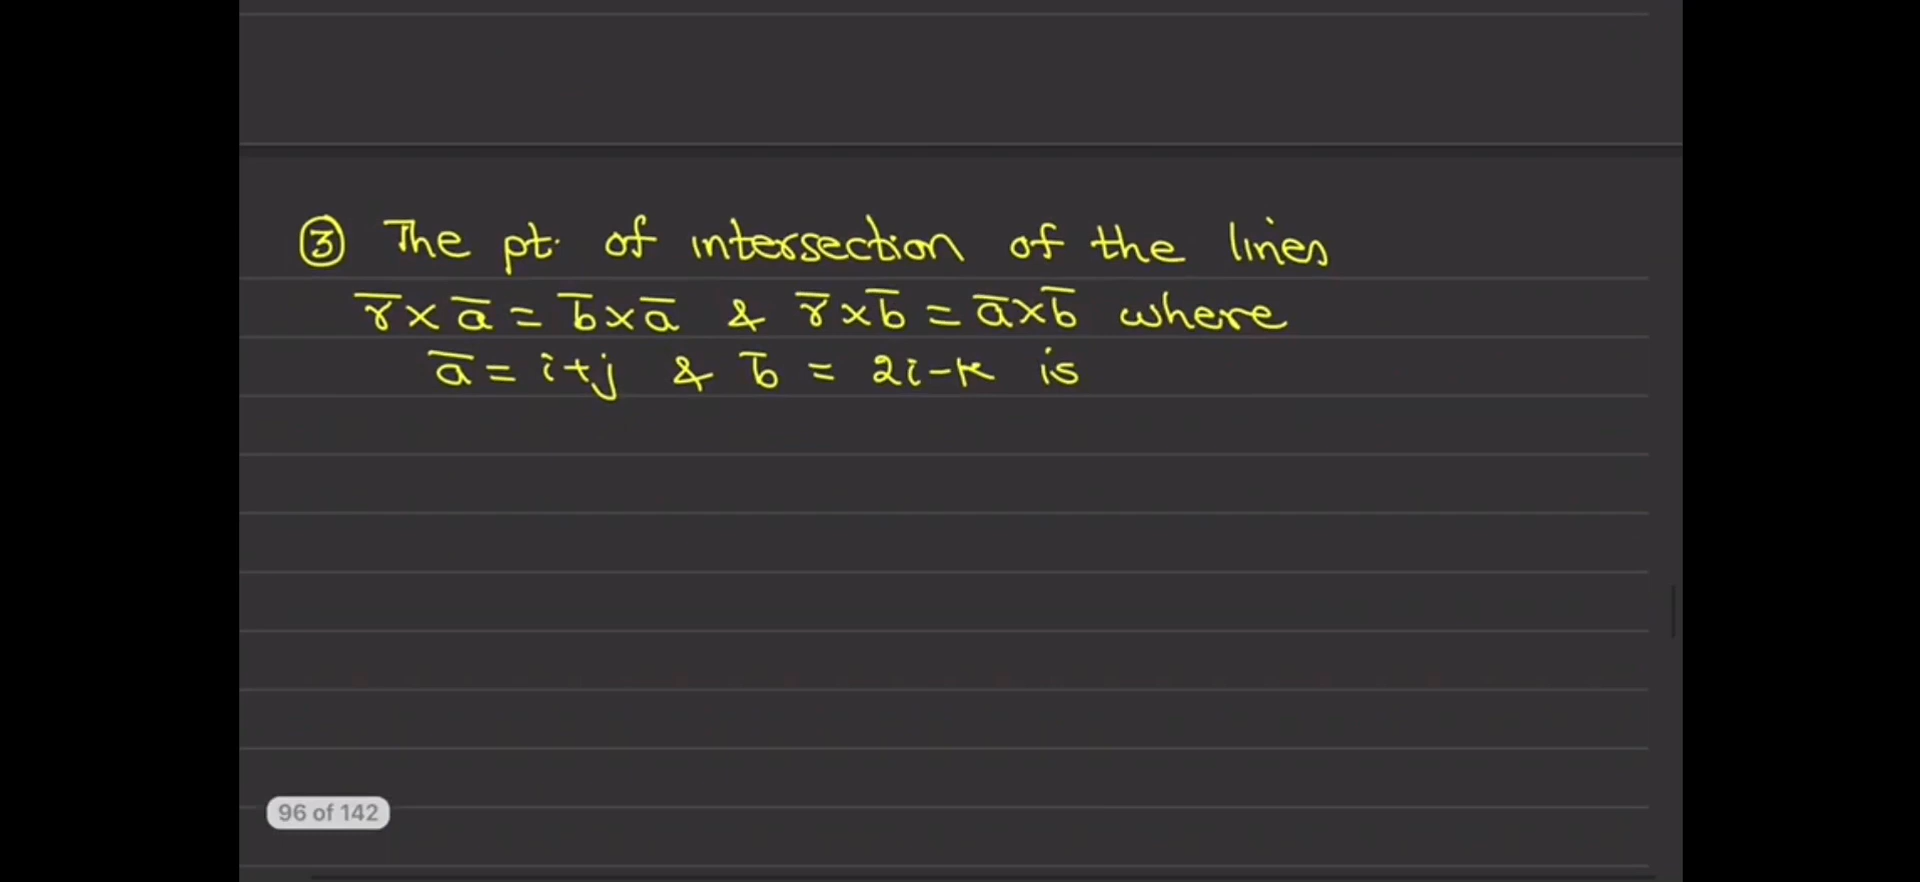 ③ The pt. of intersection of the lines
r̄ × ā = b̄ × ā & r̄ × b̄ = ā × b̄ where
ā = i + j & b̄ = 2i - k is
96 of 142